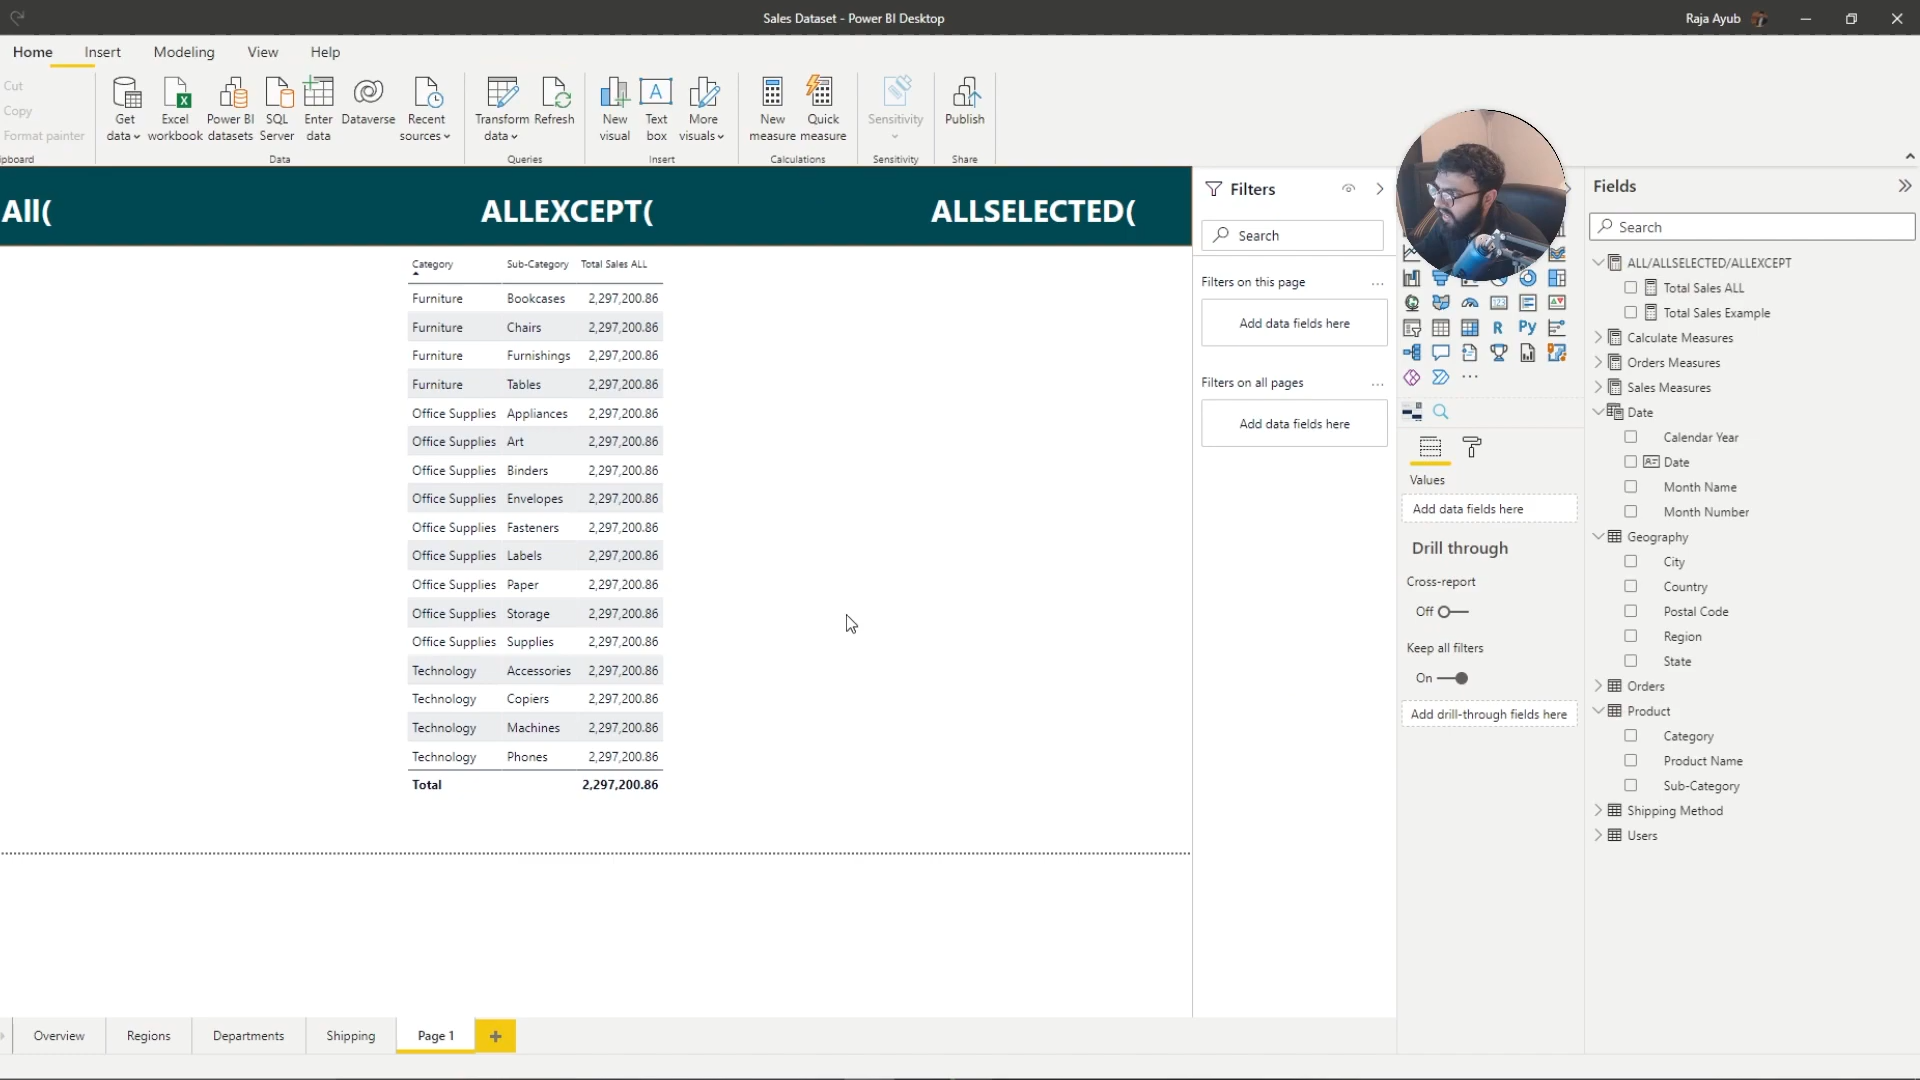 Sales Dataset - Power BI Desktop
Raja Ayub
Home Insert Modeling View Help
Cut
Copy
Format painter
Get data
Excel workbook
Power BI datasets
SQL Server
Enter data
Dataverse
Recent sources
Transform data
Refresh
New visual
Text box
More visuals
New measure
Quick measure
Sensitivity
Publish
ipboard
Data
Queries
Insert
Calculations
Sensitivity
Share
All(
ALLEXCEPT(
ALLSELECTED(
Category Sub-Category Total Sales ALL
Furniture Bookcases 2,297,200.86
Furniture Chairs 2,297,200.86
Furniture Furnishings 2,297,200.86
Furniture Tables 2,297,200.86
Office Supplies Appliances 2,297,200.86
Office Supplies Art 2,297,200.86
Office Supplies Binders 2,297,200.86
Office Supplies Envelopes 2,297,200.86
Office Supplies Fasteners 2,297,200.86
Office Supplies Labels 2,297,200.86
Office Supplies Paper 2,297,200.86
Office Supplies Storage 2,297,200.86
Office Supplies Supplies 2,297,200.86
Technology Accessories 2,297,200.86
Technology Copiers 2,297,200.86
Technology Machines 2,297,200.86
Technology Phones 2,297,200.86
Total 2,297,200.86
Filters
Search
Filters on this page ...
Add data fields here
Filters on all pages ...
Add data fields here
R Py
...
Values
Add data fields here
Drill through
Cross-report
Off
Keep all filters
On
Add drill-through fields here
Fields
Search
ALL/ALLSELECTED/ALLEXCEPT
Total Sales ALL
Total Sales Example
Calculate Measures
Orders Measures
Sales Measures
Date
Calendar Year
Date
Month Name
Month Number
Geography
City
Country
Postal Code
Region
State
Orders
Product
Category
Product Name
Sub-Category
Shipping Method
Users
Overview Regions Departments Shipping Page 1 +